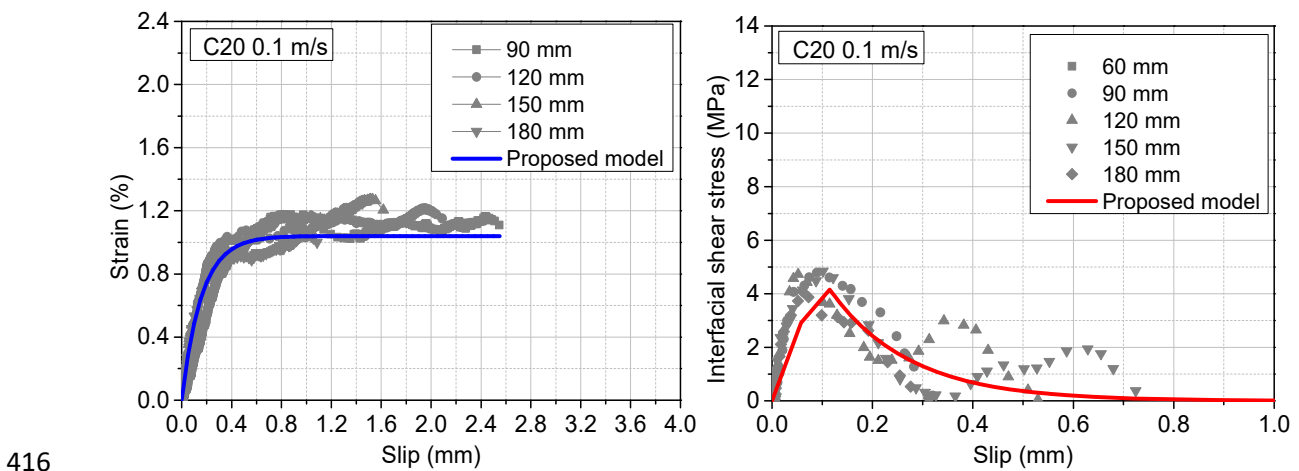 2.4
2.0
1.6
1.2
0.8
0.4
0.0
Strain (%)
C20 0.1 m/s
90 mm
120 mm
150 mm
180 mm
Proposed model
0.0 0.4 0.8 1.2 1.6 2.0 2.4 2.8 3.2 3.6 4.0
Slip (mm)
14
12
10
8
6
4
2
0
Interfacial shear stress (MPa)
C20 0.1 m/s
60 mm
90 mm
120 mm
150 mm
180 mm
Proposed model
0.0 0.2 0.4 0.6 0.8 1.0
Slip (mm)
416